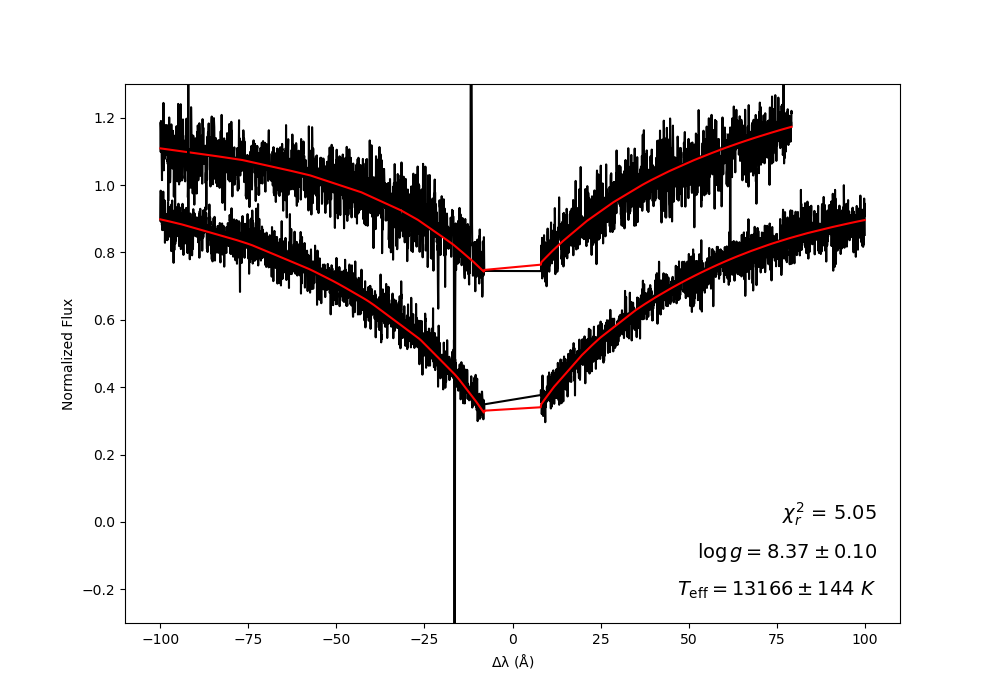 1.2
1.0
0.8
0.6
0.4
0.2
0.0
−0.2
Normalized Flux
χ²ᵣ = 5.05
log g = 8.37 ± 0.10
T_eff = 13166 ± 144 K
−100 −75 −50 −25 0 25 50 75 100
Δλ (Å)